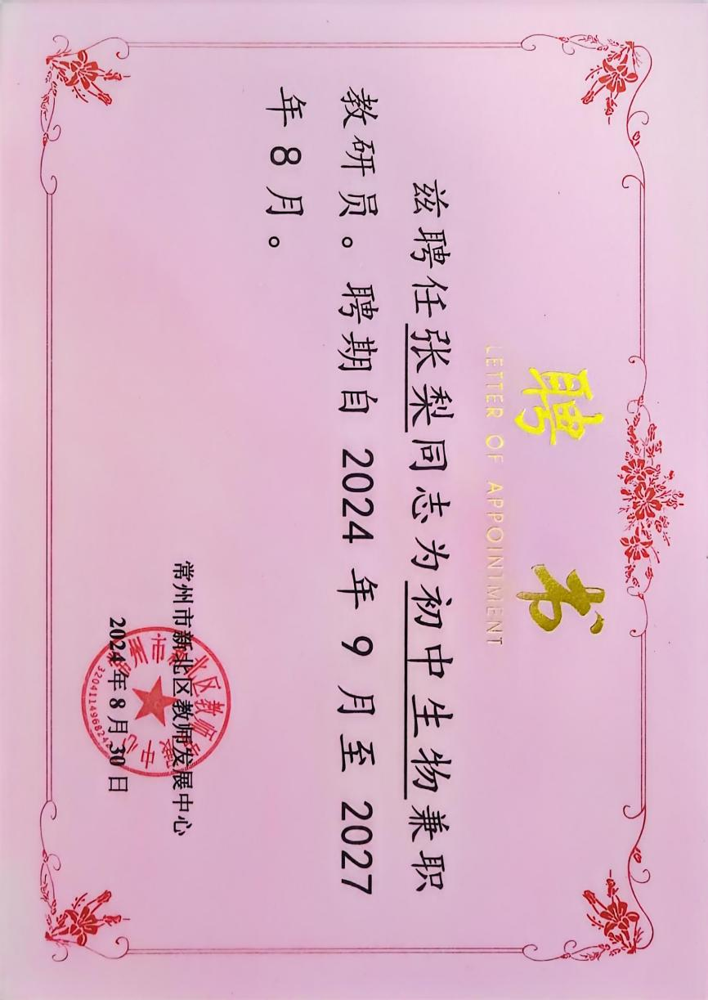 聘书
LETTER OF APPOINTMENT
兹聘任张梨同志为初中生物兼职
教研员。聘期自 2024 年 9 月至 2027
年 8 月。
常州市新北区教师发展中心
2024年8月30日